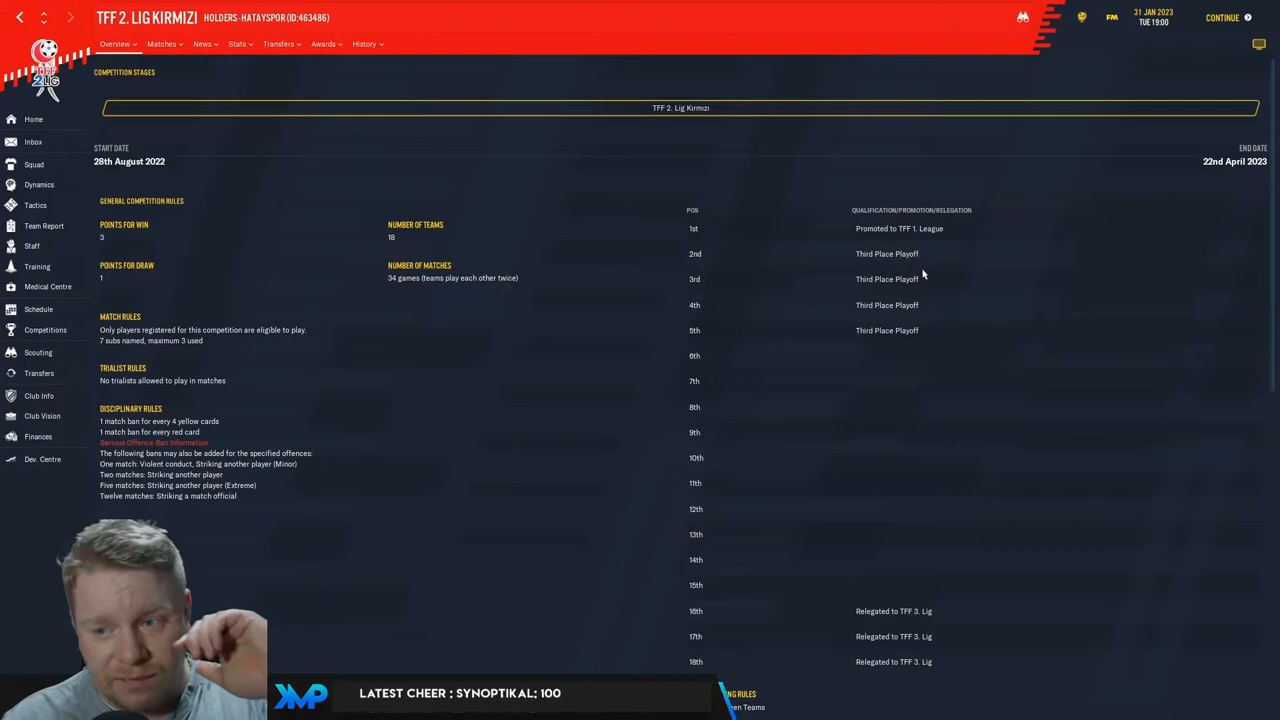 TFF 2. LIG KIRMIZI
HOLDERS - HATAYSPOR (ID:463486)
31 JAN 2023
TUE 19:00
FM
CONTINUE
Overview
Matches
News
Stats
Transfers
Awards
History
TFF
2LIG
COMPETITION STAGES
TFF 2. Lig Kırmızı
START DATE
28th August 2022
END DATE
22nd April 2023
Home
Inbox
Squad
Dynamics
Tactics
Team Report
Staff
Training
Medical Centre
Schedule
Competitions
Scouting
Transfers
Club Info
Club Vision
Finances
Dev. Centre
GENERAL COMPETITION RULES
POINTS FOR WIN
3
NUMBER OF TEAMS
18
POINTS FOR DRAW
1
NUMBER OF MATCHES
34 games (teams play each other twice)
MATCH RULES
Only players registered for this competition are eligible to play.
7 subs named, maximum 3 used
TRIALIST RULES
No trialists allowed to play in matches
DISCIPLINARY RULES
1 match ban for every 4 yellow cards
1 match ban for every red card
Serious Offence Ban Information
The following bans may also be added for the specified offences:
One match: Violent conduct, Striking another player (Minor)
Two matches: Striking another player
Five matches: Striking another player (Extreme)
Twelve matches: Striking a match official
POS QUALIFICATION/PROMOTION/RELEGATION
1st Promoted to TFF 1. League
2nd Third Place Playoff
3rd Third Place Playoff
4th Third Place Playoff
5th Third Place Playoff
6th
7th
8th
9th
10th
11th
12th
13th
14th
15th
16th Relegated to TFF 3. Lig
17th Relegated to TFF 3. Lig
18th Relegated to TFF 3. Lig
KMP
LATEST CHEER : SYNOPTIKAL: 100
NG RULES
en Teams